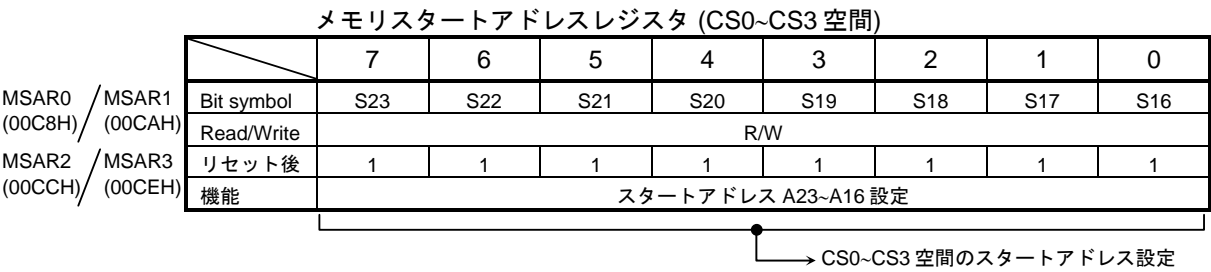 メモリスタートアドレスレジスタ (CS0~CS3 空間)
7 6 5 4 3 2 1 0
MSAR0 / MSAR1 Bit symbol S23 S22 S21 S20 S19 S18 S17 S16
(00C8H) (00CAH) Read/Write R/W
MSAR2 / MSAR3 リセット後 1 1 1 1 1 1 1 1
(00CCH) (00CEH) 機能 スタートアドレス A23~A16 設定
CS0~CS3 空間のスタートアドレス設定